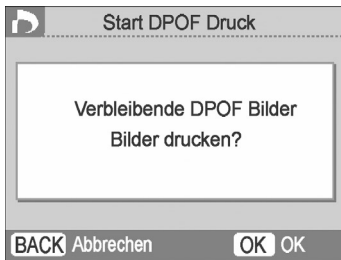 Start DPOF Druck
Verbleibende DPOF Bilder
Bilder drucken?
BACK Abbrechen OK OK